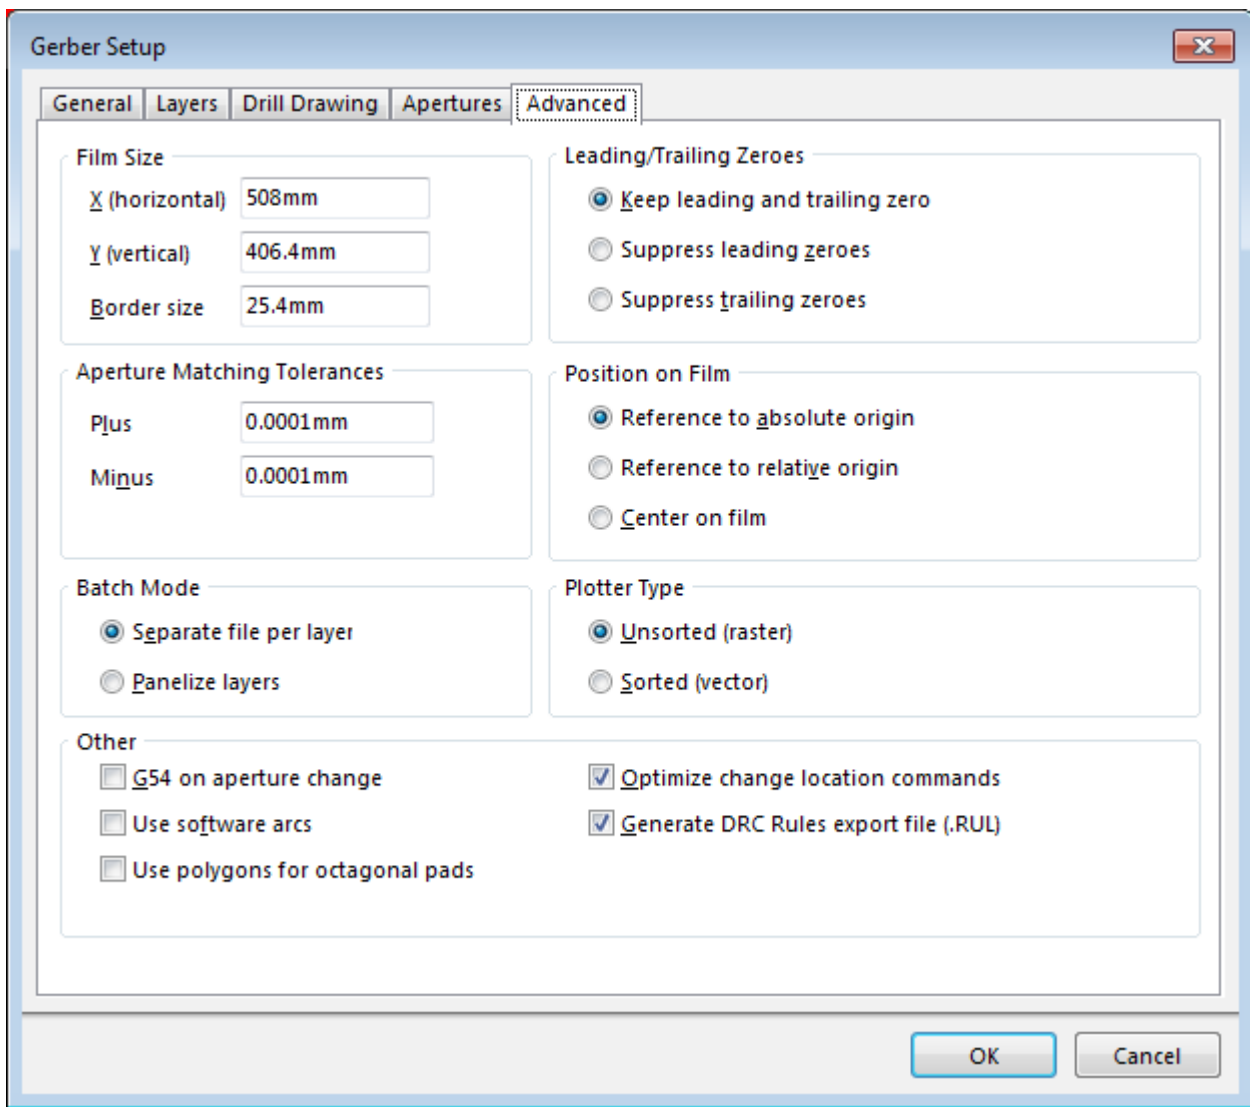 Gerber Setup
General Layers Drill Drawing Apertures Advanced
Film Size
X (horizontal) 508mm
Y (vertical) 406.4mm
Border size 25.4mm
Leading/Trailing Zeroes
Keep leading and trailing zero
Suppress leading zeroes
Suppress trailing zeroes
Aperture Matching Tolerances
Plus 0.0001mm
Minus 0.0001mm
Position on Film
Reference to absolute origin
Reference to relative origin
Center on film
Batch Mode
Separate file per layer
Panelize layers
Plotter Type
Unsorted (raster)
Sorted (vector)
Other
G54 on aperture change
Use software arcs
Use polygons for octagonal pads
Optimize change location commands
Generate DRC Rules export file (.RUL)
OK Cancel